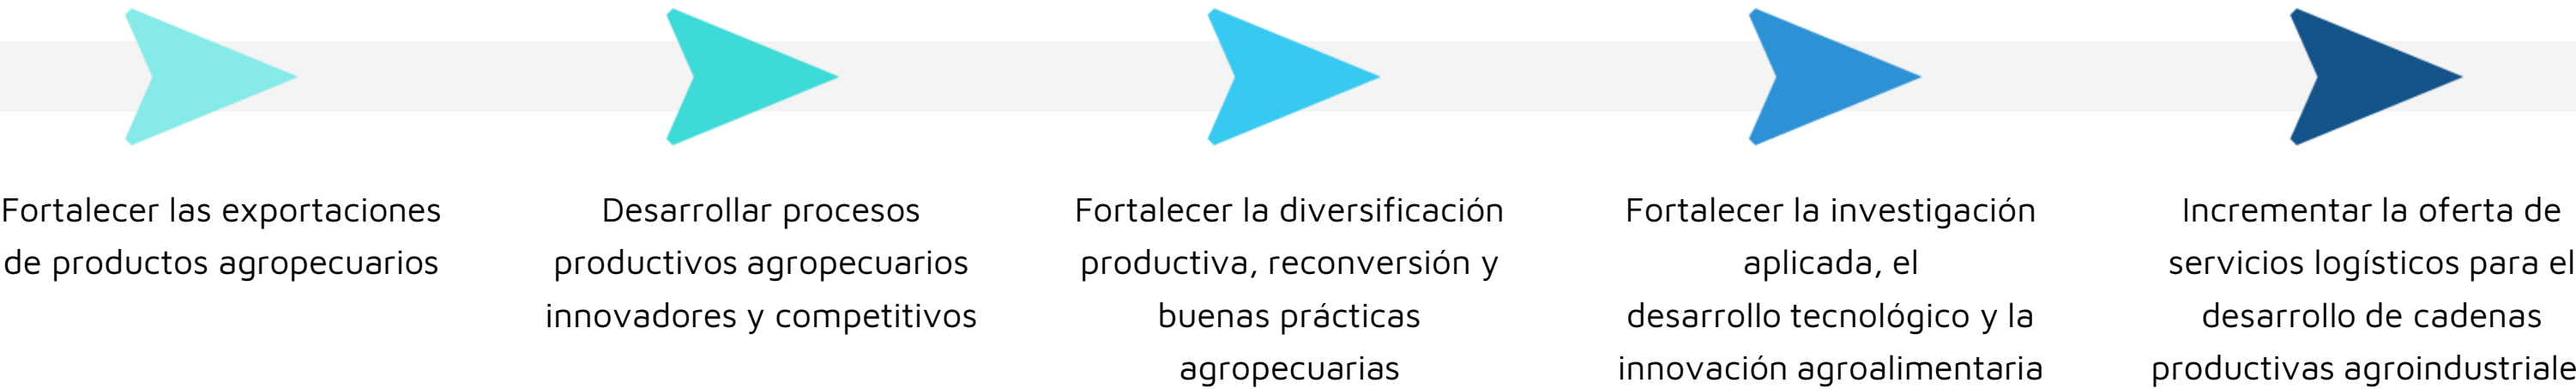 Fortalecer las exportaciones
de productos agropecuarios
Desarrollar procesos
productivos agropecuarios
innovadores y competitivos
Fortalecer la diversificación
productiva, reconversión y
buenas prácticas
agropecuarias
Fortalecer la investigación
aplicada, el
desarrollo tecnológico y la
innovación agroalimentaria
Incrementar la oferta de
servicios logísticos para el
desarrollo de cadenas
productivas agroindustriale